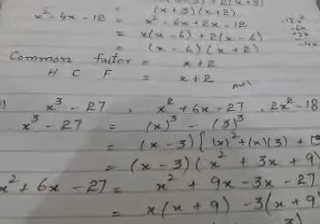 (x+3)(x+2)
x² - 4x - 12 = x² - 6x + 2x - 12
= x(x-6) + 2(x-6)
= (x-6)(x+2)
Common factor = x+2
H C F = x+2
x³ - 27, x² + 6x - 27, 2x² - 18
x³ - 27 = (x)³ - (3)³
= (x-3) [(x)² + (x)(3) +
= (x-3)(x² + 3x + 9)
x² + 6x - 27 = x² + 9x - 3x - 27
= x(x+9) - 3(x+9)